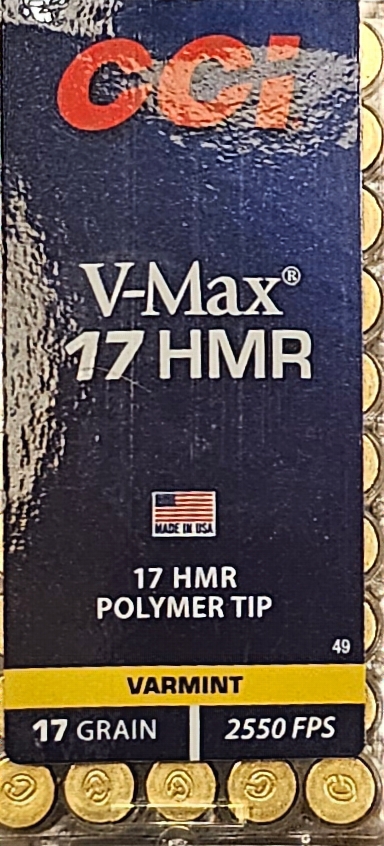 CCI
V-Max®
17 HMR
MADE IN USA
17 HMR
POLYMER TIP
49
VARMINT
17 GRAIN 2550 FPS
C
C
C
C
C